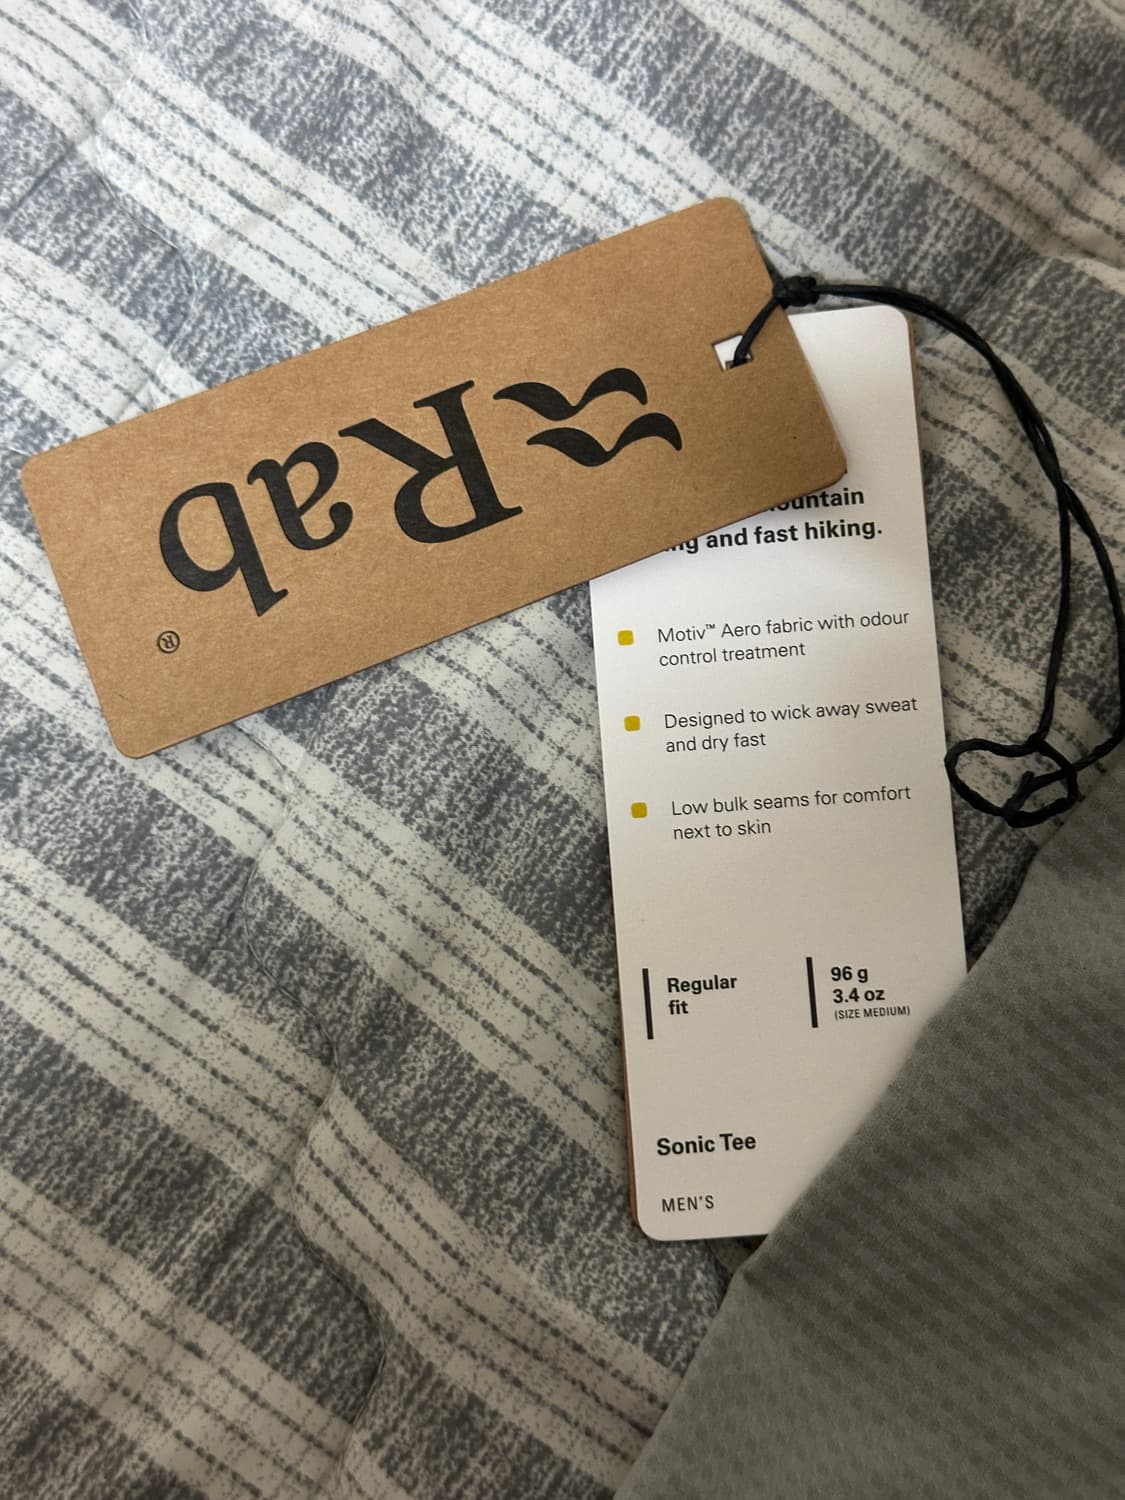 Rab
®
and fast hiking.
Motiv™ Aero fabric with odour
control treatment
Designed to wick away sweat
and dry fast
Low bulk seams for comfort
next to skin
Regular
fit
96 g
3.4 oz
(SIZE MEDIUM)
Sonic Tee
MEN'S